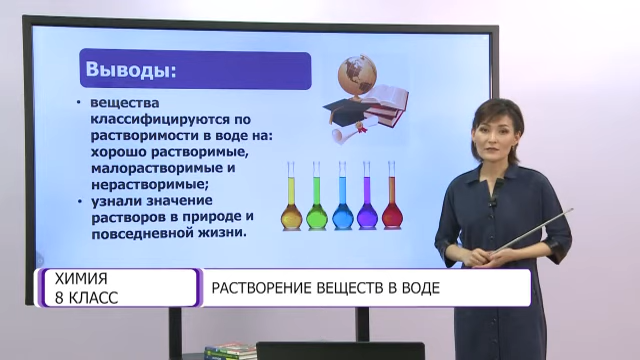 Выводы:
• вещества
классифицируются по
растворимости в воде на:
хорошо растворимые,
малорастворимые и
нерастворимые;
• узнали значение
растворов в природе и
повседневной жизни.
ХИМИЯ
8 КЛАСС
РАСТВОРЕНИЕ ВЕЩЕСТВ В ВОДЕ